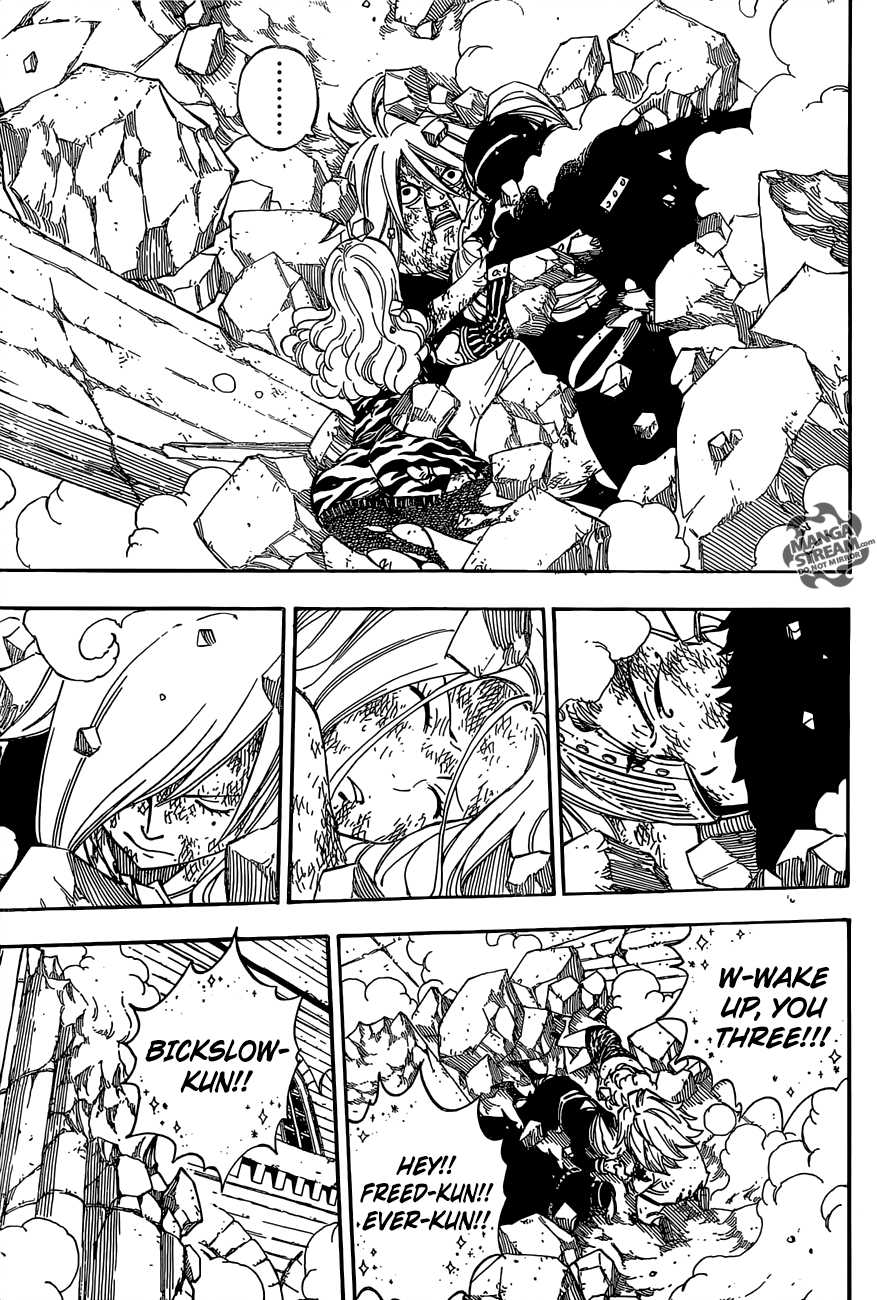 .........
MANGA
STREAM.com
DO NOT MIRROR
W-WAKE
UP, YOU
THREE!!!
HEY!!
FREED-KUN!!
EVER-KUN!!
BICKSLOW-
KUN!!